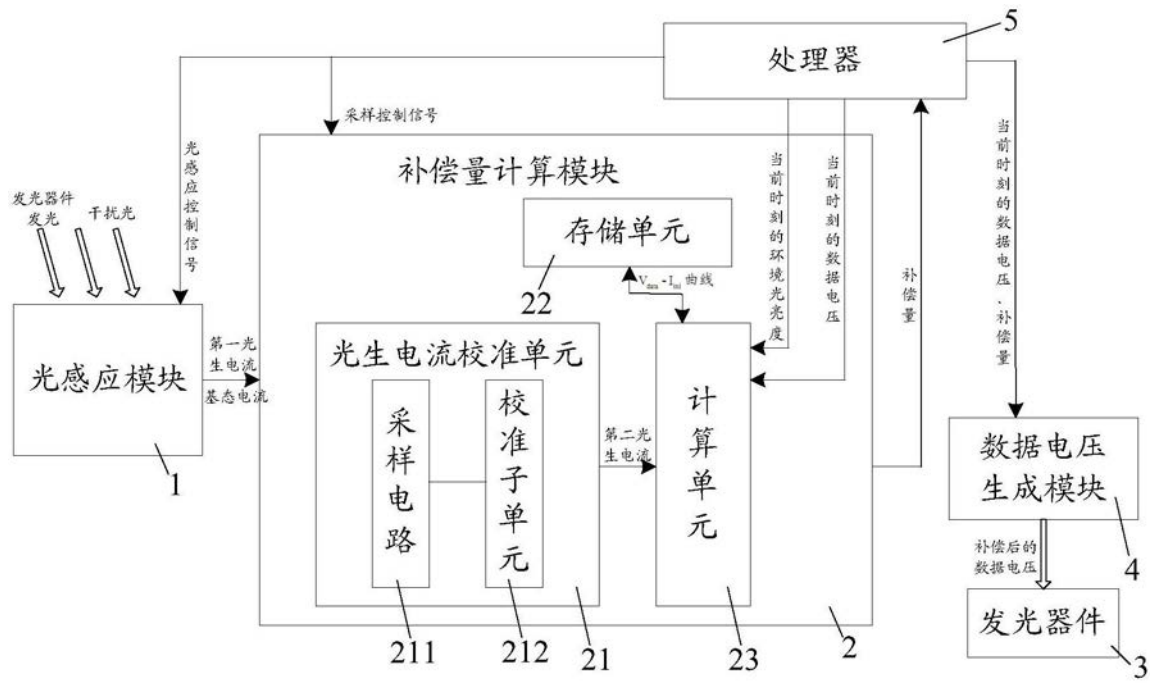 5
处理器
采样控制信号
光感应控制信号
发光器件
发光
干扰光
补偿量计算模块
当前时刻的环境光亮度
当前时刻的数据电压
补偿量
当前时刻的数据电压、补偿量
存储单元
22
Vdata - Iini 曲线
光感应模块
1
第一光
生电流
基态电流
光生电流校准单元
采样电路
校准子单元
第二光
生电流
计算单元
数据电压
生成模块
4
补偿后的
数据电压
发光器件
3
211
212
21
23
2